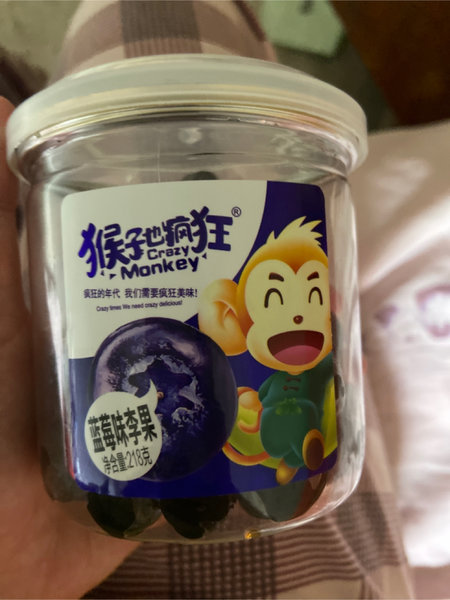 猴子也疯狂®
Crazy
Monkey
疯狂的年代 我们需要疯狂美味!
Crazy times We need crazy delicious!
蓝莓味李果
净含量:218克